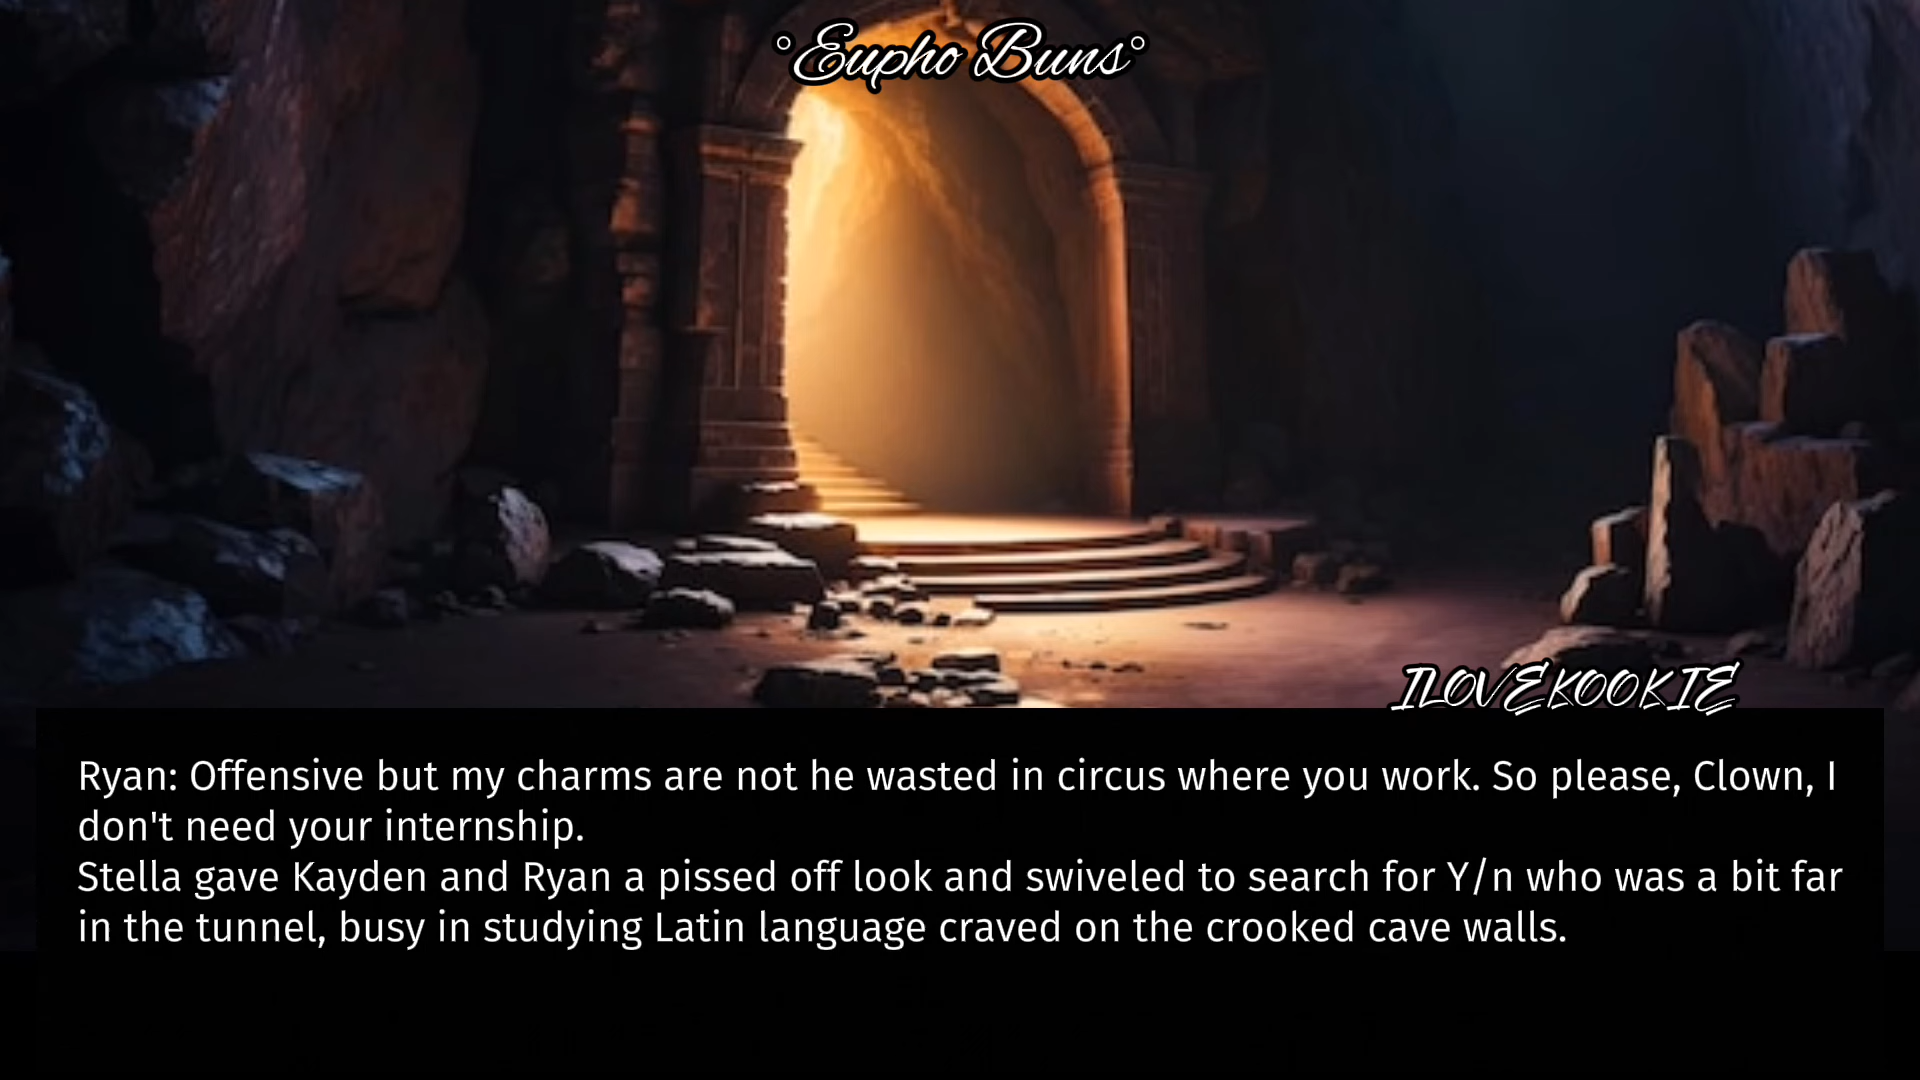 °Eupho Buns°
ILOVEKOOKIE
Ryan: Offensive but my charms are not he wasted in circus where you work. So please, Clown, I
don't need your internship.
Stella gave Kayden and Ryan a pissed off look and swiveled to search for Y/n who was a bit far
in the tunnel, busy in studying Latin language craved on the crooked cave walls.